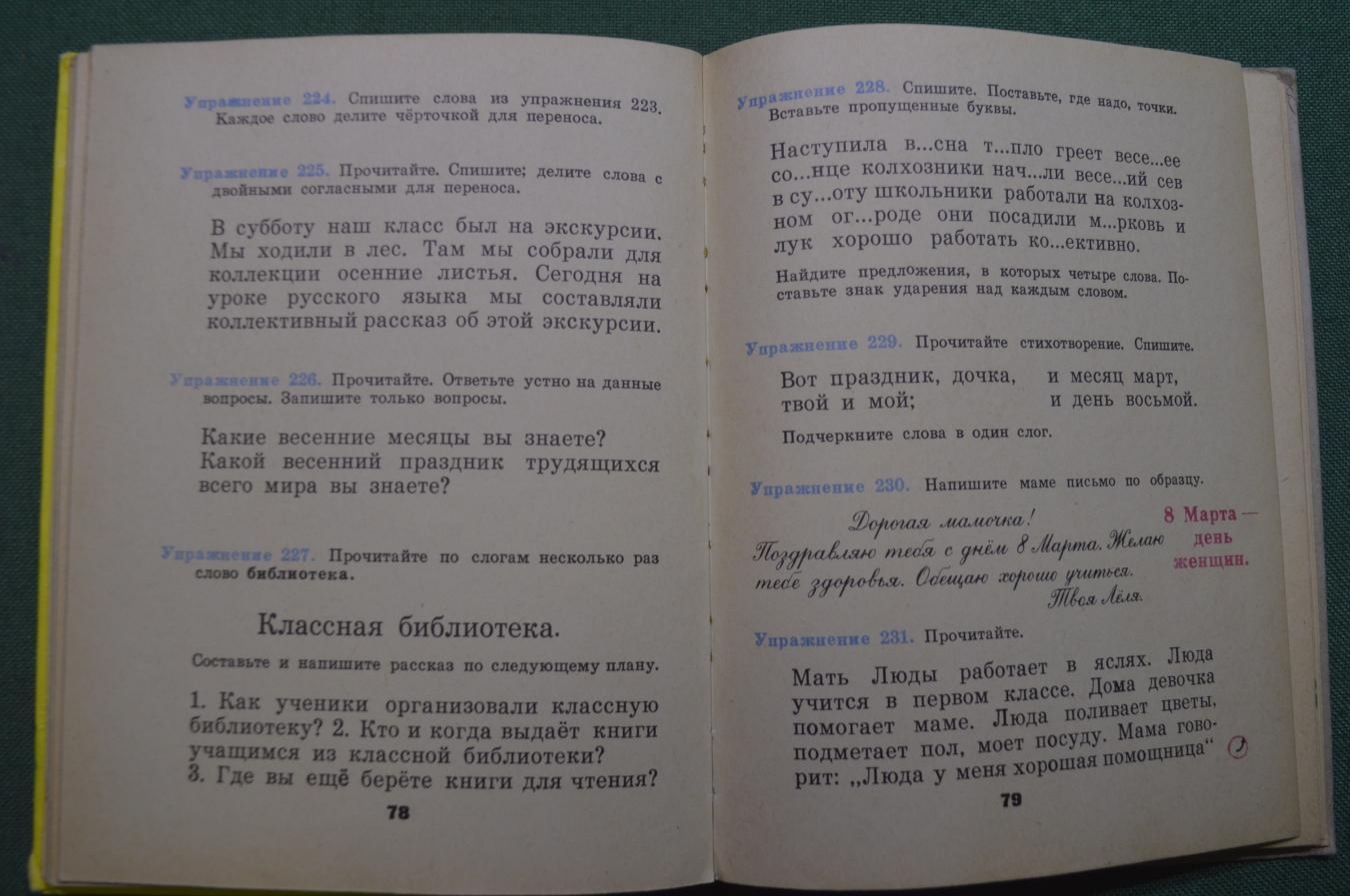 Упражнение 224. Спишите слова из упражнения 223.
Каждое слово делите чёрточкой для переноса.
Упражнение 225. Прочитайте. Спишите; делите слова с
двойными согласными для переноса.
В субботу наш класс был на экскурсии.
Мы ходили в лес. Там мы собрали для
коллекции осенние листья. Сегодня на
уроке русского языка мы составляли
коллективный рассказ об этой экскурсии.
Упражнение 226. Прочитайте. Ответьте устно на данные
вопросы. Запишите только вопросы.
Какие весенние месяцы вы знаете?
Какой весенний праздник трудящихся
всего мира вы знаете?
Упражнение 227. Прочитайте по слогам несколько раз
слово библиотека.
Классная библиотека.
Составьте и напишите рассказ по следующему плану.
1. Как ученики организовали классную
библиотеку? 2. Кто и когда выдаёт книги
учащимся из классной библиотеки?
3. Где вы ещё берёте книги для чтения?
78
Упражнение 228. Спишите. Поставьте, где надо, точки.
Вставьте пропущенные буквы.
Наступила в...сна т...пло греет весе...ее
со...нце колхозники нач...ли весе...ий сев
в су...оту школьники работали на колхоз-
ном ог...роде они посадили м...рковь и
лук хорошо работать ко...ективно.
Найдите предложения, в которых четыре слова. По-
ставьте знак ударения над каждым словом.
Упражнение 229. Прочитайте стихотворение. Спишите.
Вот праздник, дочка, и месяц март,
твой и мой; и день восьмой.
Подчеркните слова в один слог.
Упражнение 230. Напишите маме письмо по образцу.
Дорогая мамочка!
Поздравляю тебя с днём 8 Марта. Желаю
тебе здоровья. Обещаю хорошо учиться.
Твоя Лёля.
8 Марта —
день
женщин.
Упражнение 231. Прочитайте.
Мать Люды работает в яслях. Люда
учится в первом классе. Дома девочка
помогает маме. Люда поливает цветы,
подметает пол, моет посуду. Мама гово-
рит: „Люда у меня хорошая помощница“
79